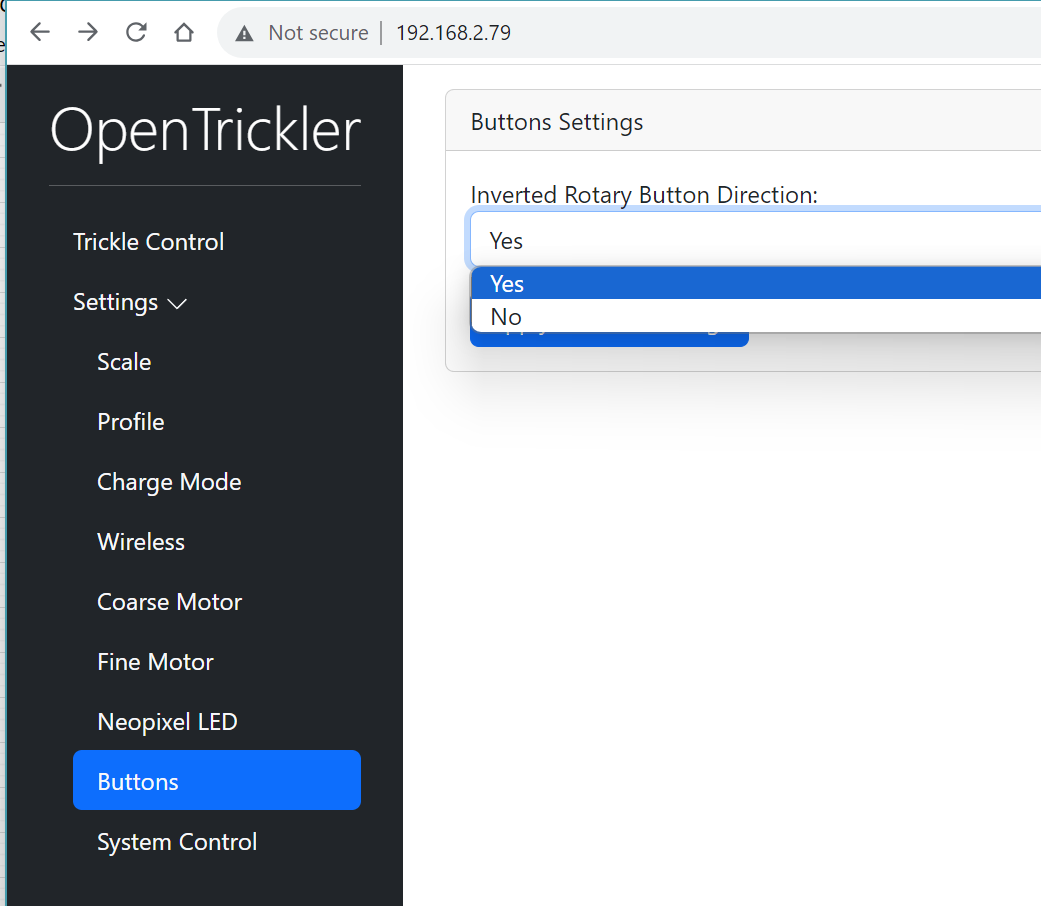 Not secure 192.168.2.79
OpenTrickler
Trickle Control
Settings
Scale
Profile
Charge Mode
Wireless
Coarse Motor
Fine Motor
Neopixel LED
Buttons
System Control
Buttons Settings
Inverted Rotary Button Direction:
Yes
Yes
No